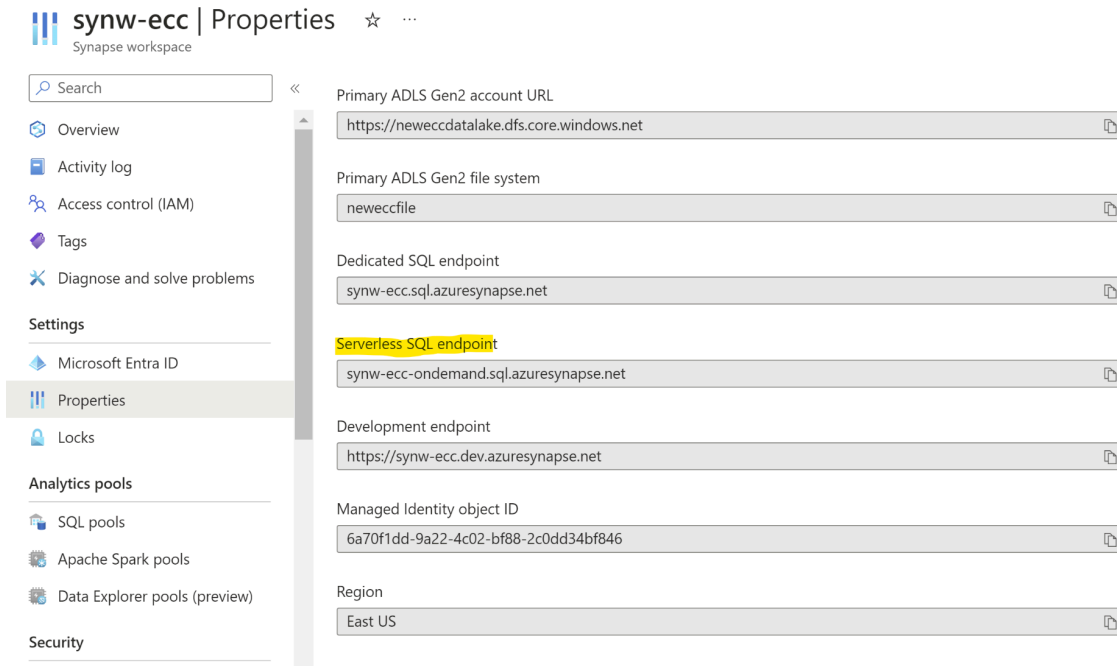 synw-ecc | Properties
Synapse workspace
Search
Overview
Activity log
Access control (IAM)
Tags
Diagnose and solve problems
Settings
Microsoft Entra ID
Properties
Locks
Analytics pools
SQL pools
Apache Spark pools
Data Explorer pools (preview)
Security
Primary ADLS Gen2 account URL
https://neweccdatalake.dfs.core.windows.net
Primary ADLS Gen2 file system
neweccfile
Dedicated SQL endpoint
synw-ecc.sql.azuresynapse.net
Serverless SQL endpoint
synw-ecc-ondemand.sql.azuresynapse.net
Development endpoint
https://synw-ecc.dev.azuresynapse.net
Managed Identity object ID
6a70f1dd-9a22-4c02-bf88-2c0dd34bf846
Region
East US